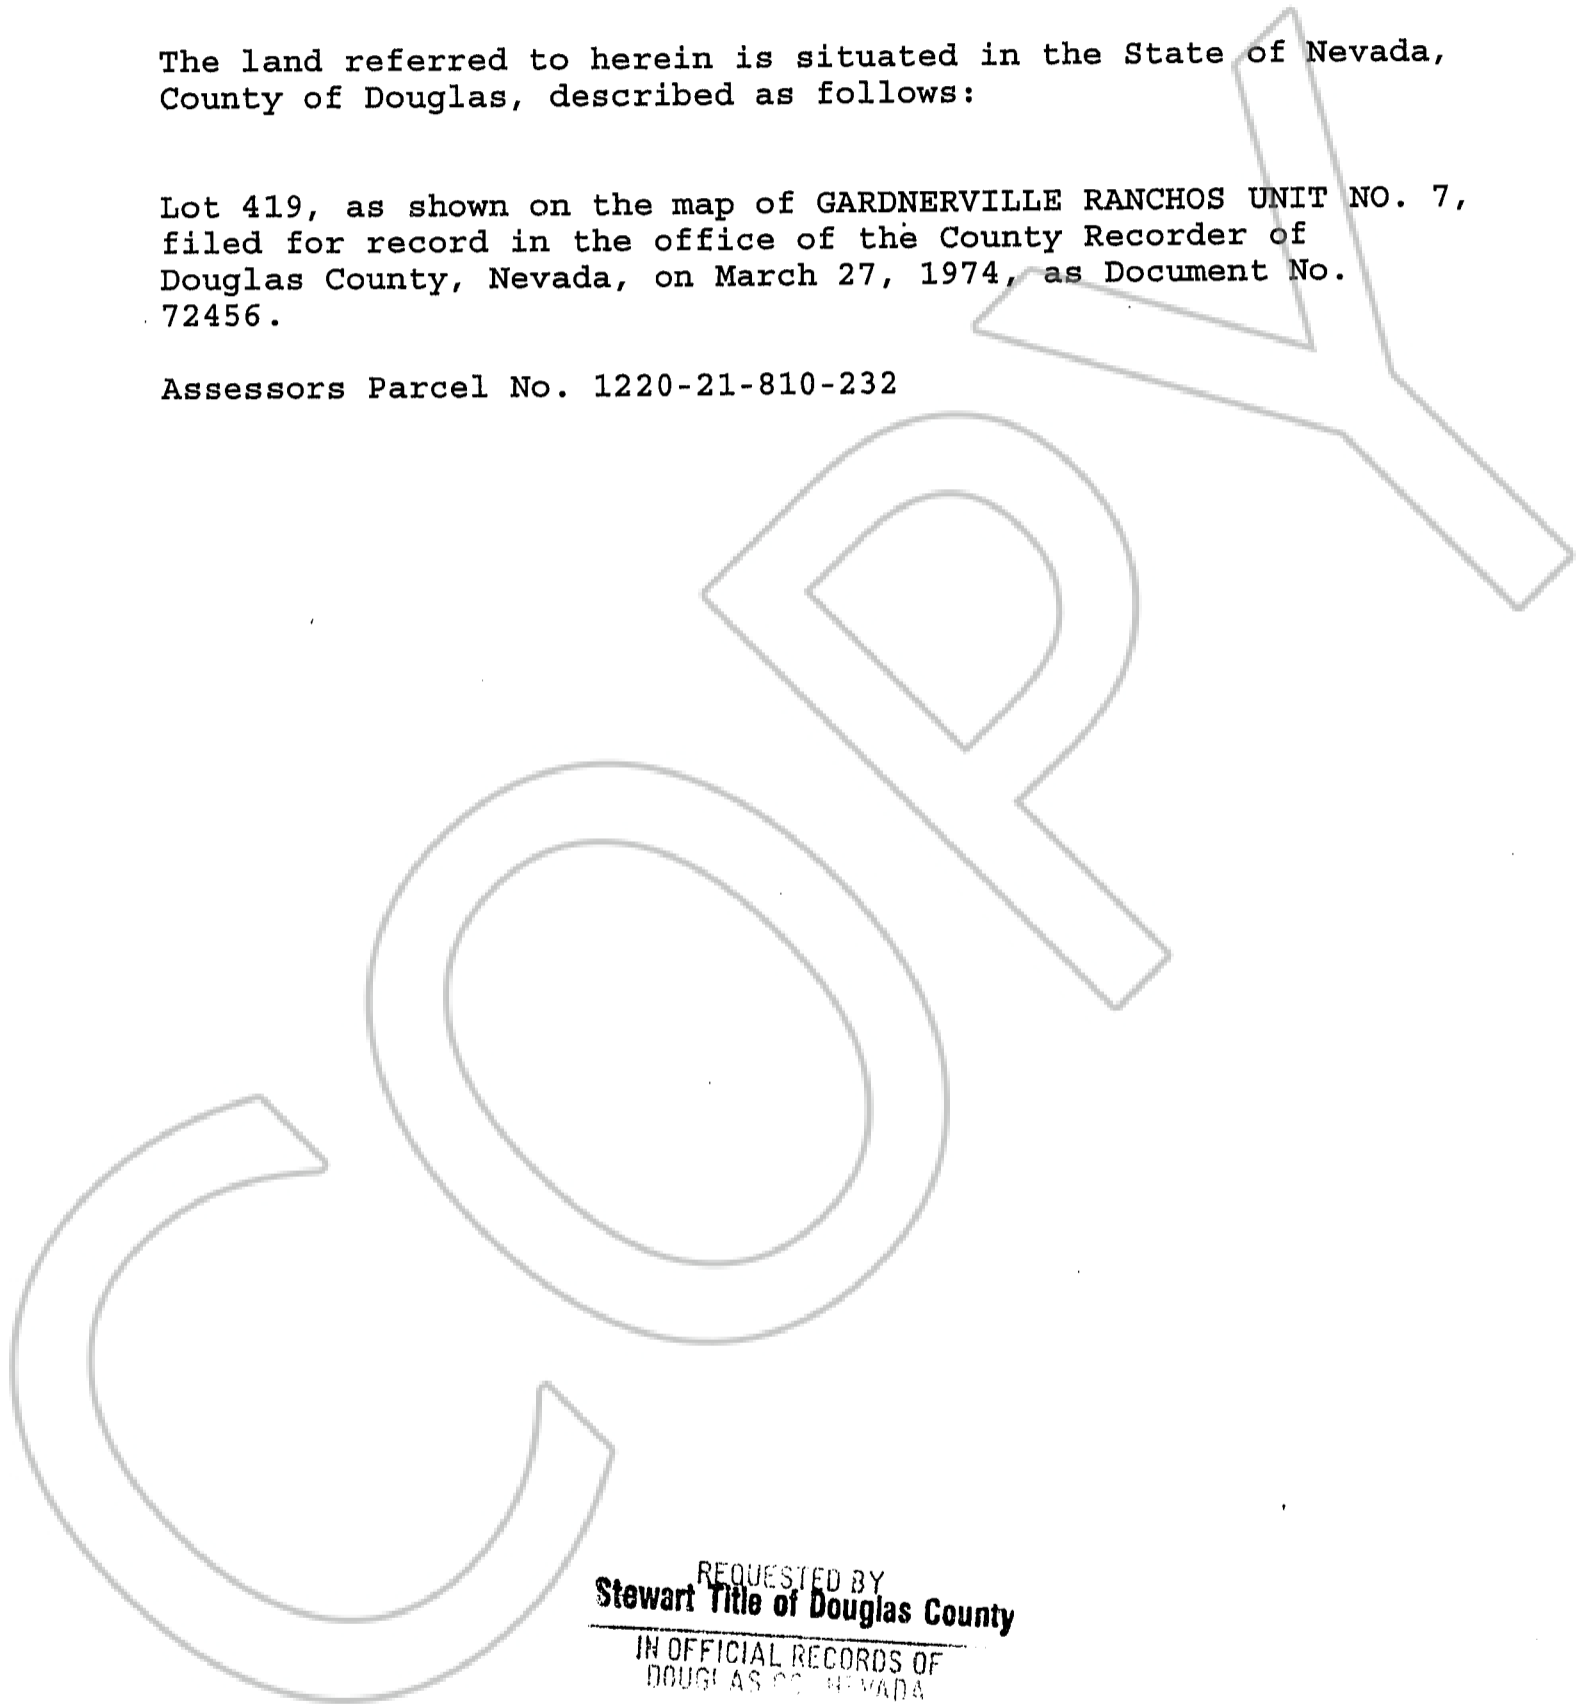 The land referred to herein is situated in the State of Nevada,
County of Douglas, described as follows:
Lot 419, as shown on the map of GARDNERVILLE RANCHOS UNIT NO. 7,
filed for record in the office of the County Recorder of
Douglas County, Nevada, on March 27, 1974, as Document No.
72456.
Assessors Parcel No. 1220-21-810-232
COPY
REQUESTED BY
Stewart Title of Douglas County
IN OFFICIAL RECORDS OF
DOUGLAS CO. NEVADA